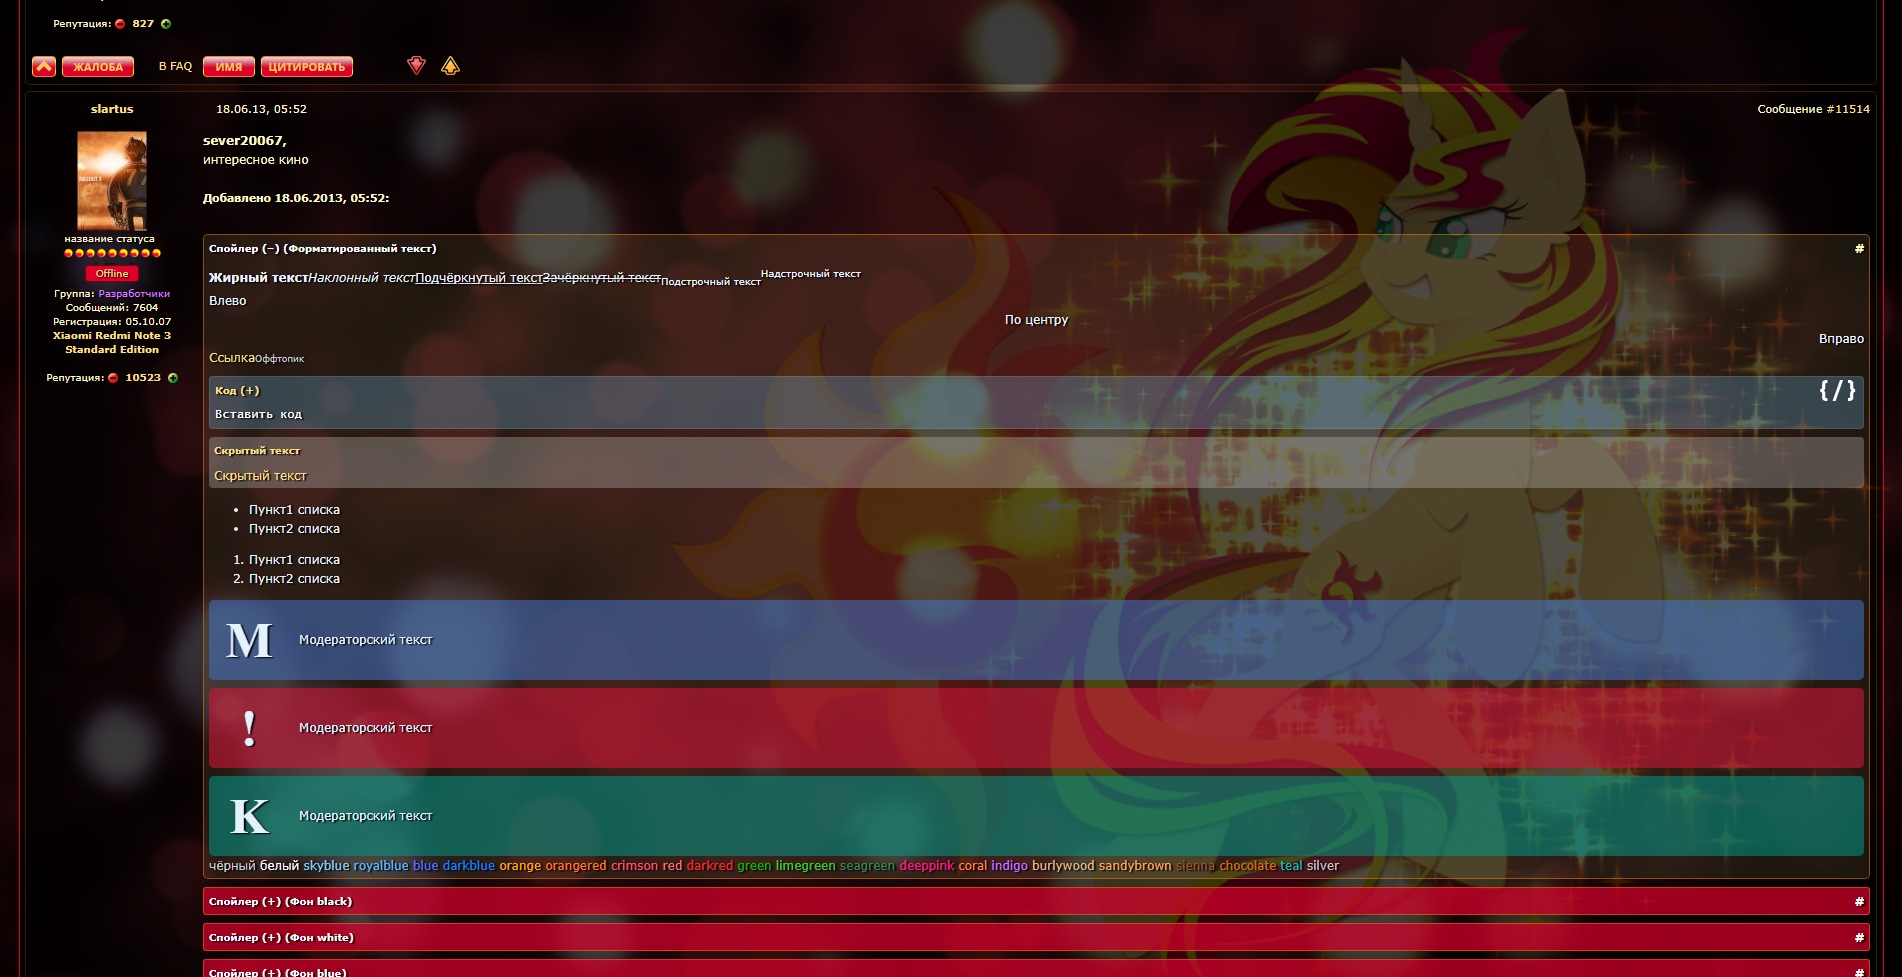 Репутация: 827
ЖАЛОБА В FAQ ИМЯ ЦИТИРОВАТЬ
slartus 18.06.13, 05:52 Сообщение #11514
sever20067,
интересное кино
Добавлено 18.06.2013, 05:52:
название статуса
Offline
Группа: Разработчики
Сообщений: 7604
Регистрация: 05.10.07
Xiaomi Redmi Note 3
Standard Edition
Репутация: 10523
Спойлер (−) (Форматированный текст) #
Жирный текстНаклонный текстПодчёркнутый текстЗачёркнутый текстПодстрочный текстНадстрочный текст
Влево
По центру
Вправо
СсылкаОффтопик
Код (+) {/}
Вставить код
Скрытый текст
Скрытый текст
• Пункт1 списка
• Пункт2 списка
1. Пункт1 списка
2. Пункт2 списка
М Модераторский текст
! Модераторский текст
К Модераторский текст
чёрный белый skyblue royalblue blue darkblue orange orangered crimson red darkred green limegreen seagreen deeppink coral indigo burlywood sandybrown sienna chocolate teal silver
Спойлер (+) (Фон black) #
Спойлер (+) (Фон white) #
Спойлер (+) (Фон blue) #